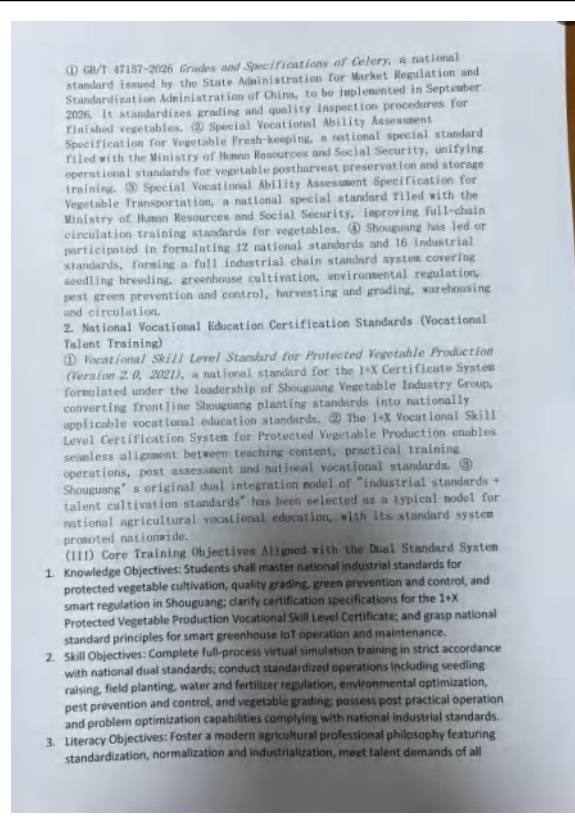 ① GB/T 47157-2026 Grades and Specifications of Celery, a national
standard issued by the State Administration for Market Regulation and
Standardization Administration of China, to be implemented in September
2026. It standardizes grading and quality inspection procedures for
finished vegetables. ② Special Vocational Ability Assessment
Specification for Vegetable Fresh-keeping, a national special standard
filed with the Ministry of Human Resources and Social Security, unifying
operational standards for vegetable postharvest preservation and storage
training. ③ Special Vocational Ability Assessment Specification for
Vegetable Transportation, a national special standard filed with the
Ministry of Human Resources and Social Security, improving full-chain
circulation training standards for vegetables. ④ Shouguang has led or
participated in formulating 12 national standards and 16 industrial
standards, forming a full industrial chain standard system covering
seedling breeding, greenhouse cultivation, environmental regulation,
pest green prevention and control, harvesting and grading, warehousing
and circulation.
2. National Vocational Education Certification Standards (Vocational
Talent Training)
① Vocational Skill Level Standard for Protected Vegetable Production
(Version 2.0, 2021), a national standard for the 1+X Certificate System
formulated under the leadership of Shouguang Vegetable Industry Group,
converting frontline Shouguang planting standards into nationally
applicable vocational education standards. ② The 1+X Vocational Skill
Level Certification System for Protected Vegetable Production enables
seamless alignment between teaching content, practical training
operations, post assessment and national vocational standards. ③
Shouguang's original dual integration model of "industrial standards +
talent cultivation standards" has been selected as a typical model for
national agricultural vocational education, with its standard system
promoted nationwide.
(III) Core Training Objectives Aligned with the Dual Standard System
1. Knowledge Objectives: Students shall master national industrial standards for
protected vegetable cultivation, quality grading, green prevention and control, and
smart regulation in Shouguang; clarify certification specifications for the 1+X
Protected Vegetable Production Vocational Skill Level Certificate; and grasp national
standard principles for smart greenhouse IoT operation and maintenance.
2. Skill Objectives: Complete full-process virtual simulation training in strict accordance
with national dual standards; conduct standardized operations including seedling
raising, field planting, water and fertilizer regulation, environmental optimization,
pest prevention and control, and vegetable grading; possess post practical operation
and problem optimization capabilities complying with national industrial standards.
3. Literacy Objectives: Foster a modern agricultural professional philosophy featuring
standardization, normalization and industrialization, meet talent demands of all